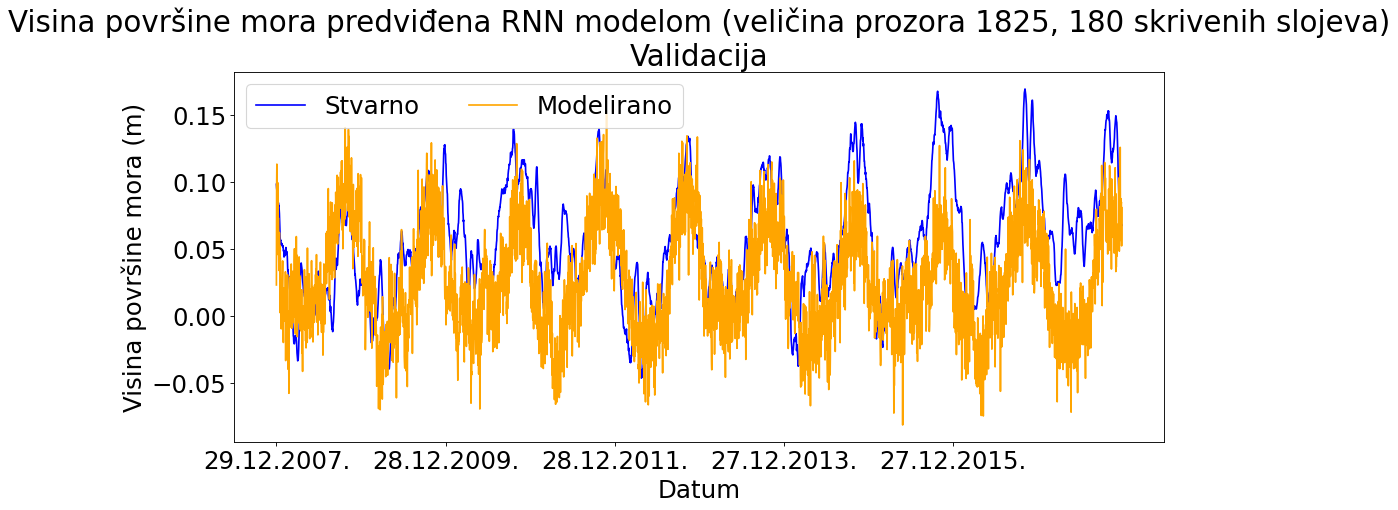 Visina površine mora predviđena RNN modelom (veličina prozora 1825, 180 skrivenih slojeva)
Validacija
Stvarno Modelirano
Visina površine mora (m)
0.15
0.10
0.05
0.00
−0.05
29.12.2007. 28.12.2009. 28.12.2011. 27.12.2013. 27.12.2015.
Datum